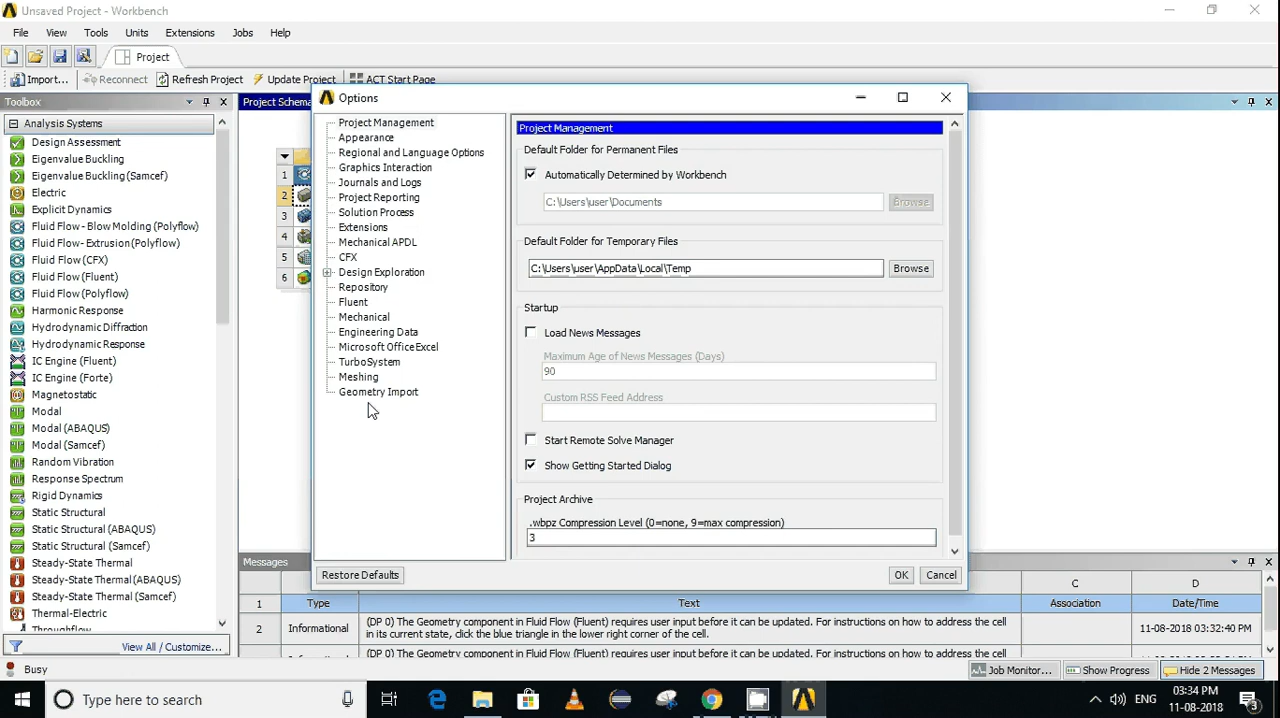 Unsaved Project - Workbench
File View Tools Units Extensions Jobs Help
Project
Import... Reconnect Refresh Project Update Project ACT Start Page
Toolbox
Analysis Systems
Design Assessment
Eigenvalue Buckling
Eigenvalue Buckling (Samcef)
Electric
Explicit Dynamics
Fluid Flow - Blow Molding (Polyflow)
Fluid Flow - Extrusion (Polyflow)
Fluid Flow (CFX)
Fluid Flow (Fluent)
Fluid Flow (Polyflow)
Harmonic Response
Hydrodynamic Diffraction
Hydrodynamic Response
IC Engine (Fluent)
IC Engine (Forte)
Magnetostatic
Modal
Modal (ABAQUS)
Modal (Samcef)
Random Vibration
Response Spectrum
Rigid Dynamics
Static Structural
Static Structural (ABAQUS)
Static Structural (Samcef)
Steady-State Thermal
Steady-State Thermal (ABAQUS)
Steady-State Thermal (Samcef)
Thermal-Electric
Throughflow
View All / Customize...
Project Schema
1
2
3
4
5
6
Options
Project Management
Appearance
Regional and Language Options
Graphics Interaction
Journals and Logs
Project Reporting
Solution Process
Extensions
Mechanical APDL
CFX
Design Exploration
Repository
Fluent
Mechanical
Engineering Data
Microsoft Office Excel
TurboSystem
Meshing
Geometry Import
Project Management
Default Folder for Permanent Files
Automatically Determined by Workbench
C:\Users\user\Documents Browse
Default Folder for Temporary Files
C:\Users\user\AppData\Local\Temp Browse
Startup
Load News Messages
Maximum Age of News Messages (Days)
90
Custom RSS Feed Address
Start Remote Solve Manager
Show Getting Started Dialog
Project Archive
.wbpz Compression Level (0=none, 9=max compression)
3
Restore Defaults OK Cancel
Messages
C D
1 Type Text Association Date/Time
2 Informational (DP 0) The Geometry component in Fluid Flow (Fluent) requires user input before it can be updated. For instructions on how to address the cell 11-08-2018 03:32:40 PM
in its current state, click the blue triangle in the lower right corner of the cell.
(DP 0) The Geometry component in Fluid Flow (Fluent) requires user input before it can be updated. For instructions on how to address the cell
Busy Job Monitor... Show Progress Hide 2 Messages
Type here to search ENG 03:34 PM
11-08-2018 3